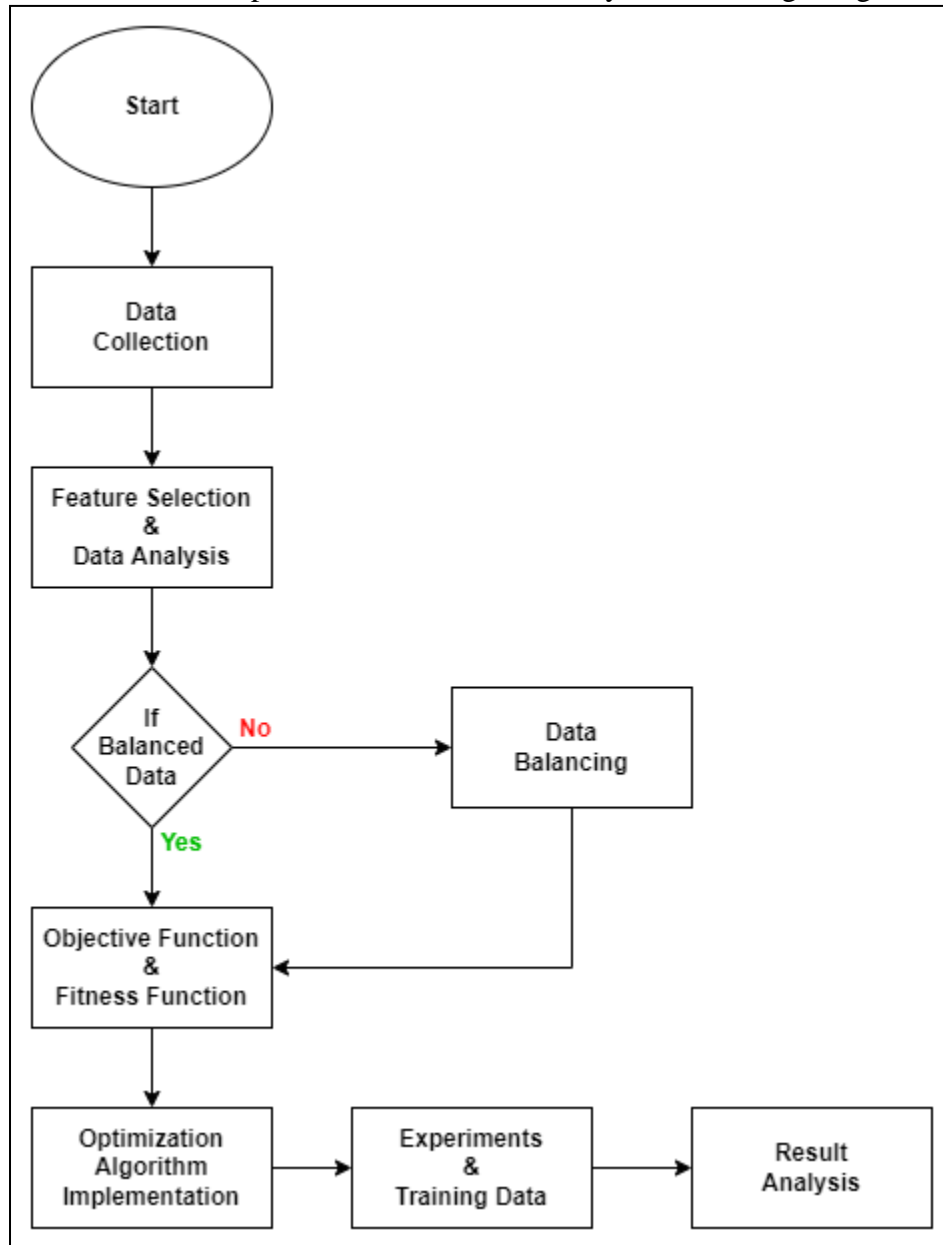 Start
Data
Collection
Feature Selection
&
Data Analysis
If
Balanced
Data
No
Data
Balancing
Yes
Objective Function
&
Fitness Function
Optimization
Algorithm
Implementation
Experiments
&
Training Data
Result
Analysis